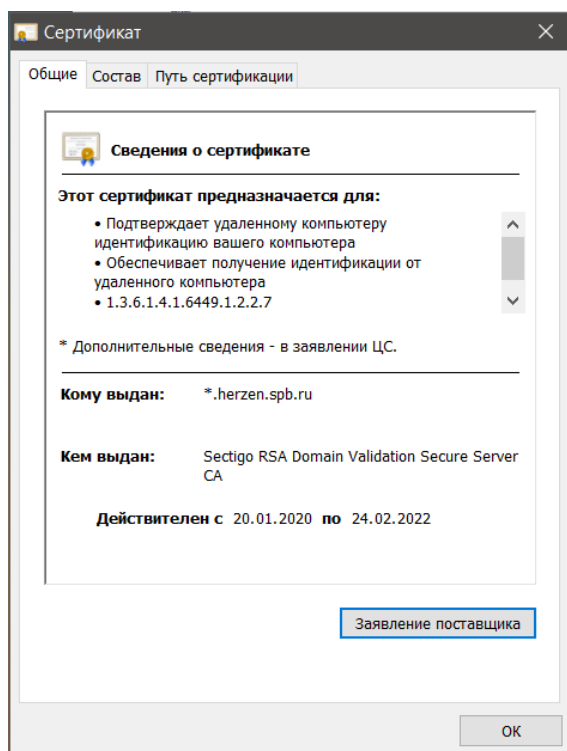 Сертификат
Общие Состав Путь сертификации
Сведения о сертификате
Этот сертификат предназначается для:
• Подтверждает удаленному компьютеру
идентификацию вашего компьютера
• Обеспечивает получение идентификации от
удаленного компьютера
• 1.3.6.1.4.1.6449.1.2.2.7
* Дополнительные сведения - в заявлении ЦС.
Кому выдан: *.herzen.spb.ru
Кем выдан: Sectigo RSA Domain Validation Secure Server
CA
Действителен с 20.01.2020 по 24.02.2022
Заявление поставщика
ОК